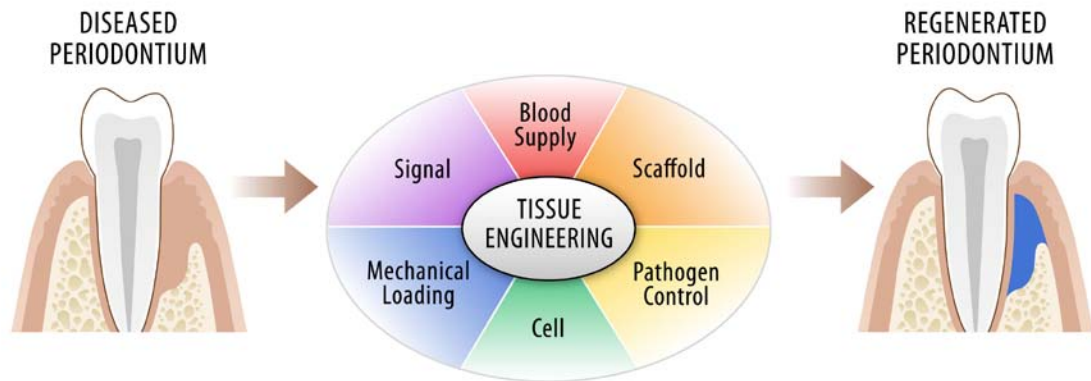 DISEASED
PERIODONTIUM
REGENERATED
PERIODONTIUM
Blood
Supply
Signal
Scaffold
TISSUE
ENGINEERING
Mechanical
Loading
Pathogen
Control
Cell